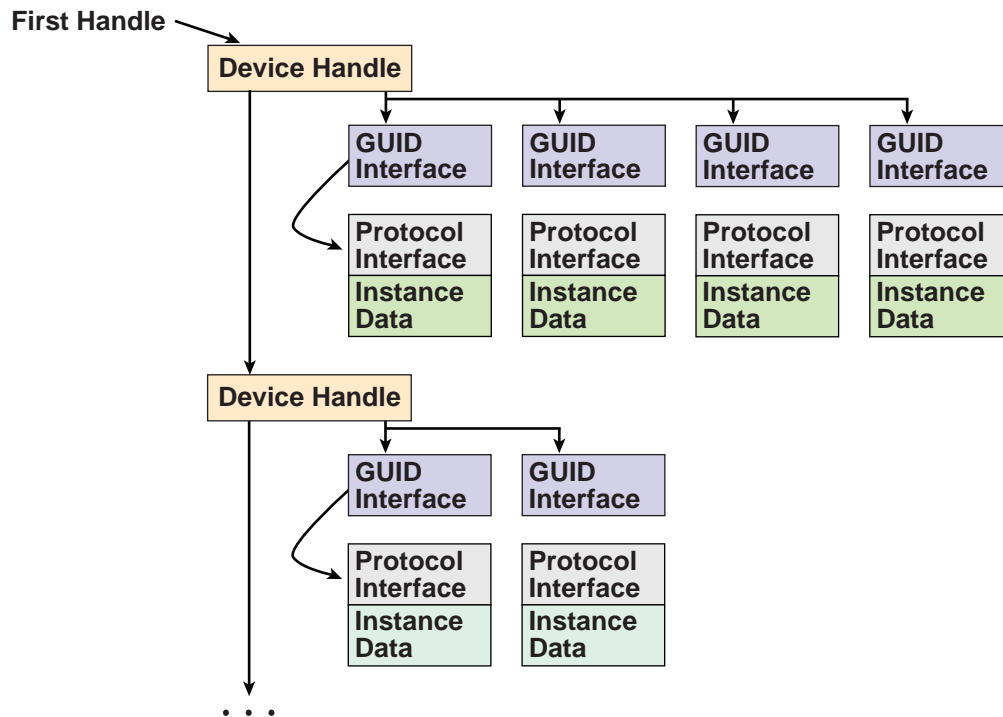 First Handle
Device Handle
GUID
Interface
GUID
Interface
GUID
Interface
GUID
Interface
Protocol
Interface
Instance
Data
Protocol
Interface
Instance
Data
Protocol
Interface
Instance
Data
Protocol
Interface
Instance
Data
Device Handle
GUID
Interface
GUID
Interface
Protocol
Interface
Instance
Data
Protocol
Interface
Instance
Data
. . .